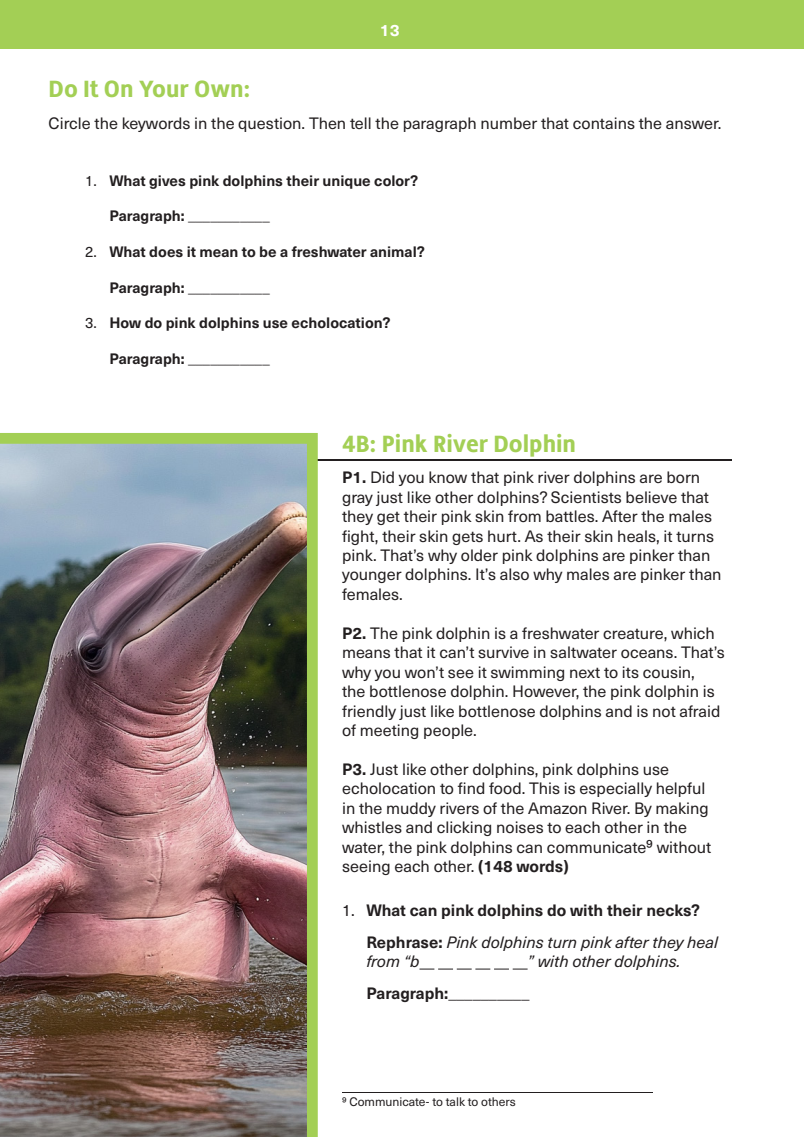 13
Do It On Your Own:
Circle the keywords in the question. Then tell the paragraph number that contains the answer.
1. What gives pink dolphins their unique color?
Paragraph: __________
2. What does it mean to be a freshwater animal?
Paragraph: __________
3. How do pink dolphins use echolocation?
Paragraph: __________
4B: Pink River Dolphin
P1. Did you know that pink river dolphins are born
gray just like other dolphins? Scientists believe that
they get their pink skin from battles. After the males
fight, their skin gets hurt. As their skin heals, it turns
pink. That's why older pink dolphins are pinker than
younger dolphins. It's also why males are pinker than
females.
P2. The pink dolphin is a freshwater creature, which
means that it can't survive in saltwater oceans. That's
why you won't see it swimming next to its cousin,
the bottlenose dolphin. However, the pink dolphin is
friendly just like bottlenose dolphins and is not afraid
of meeting people.
P3. Just like other dolphins, pink dolphins use
echolocation to find food. This is especially helpful
in the muddy rivers of the Amazon River. By making
whistles and clicking noises to each other in the
water, the pink dolphins can communicate⁹ without
seeing each other. (148 words)
1. What can pink dolphins do with their necks?
Rephrase: Pink dolphins turn pink after they heal
from "b__ __ __ __ __ __" with other dolphins.
Paragraph:__________
⁹ Communicate- to talk to others